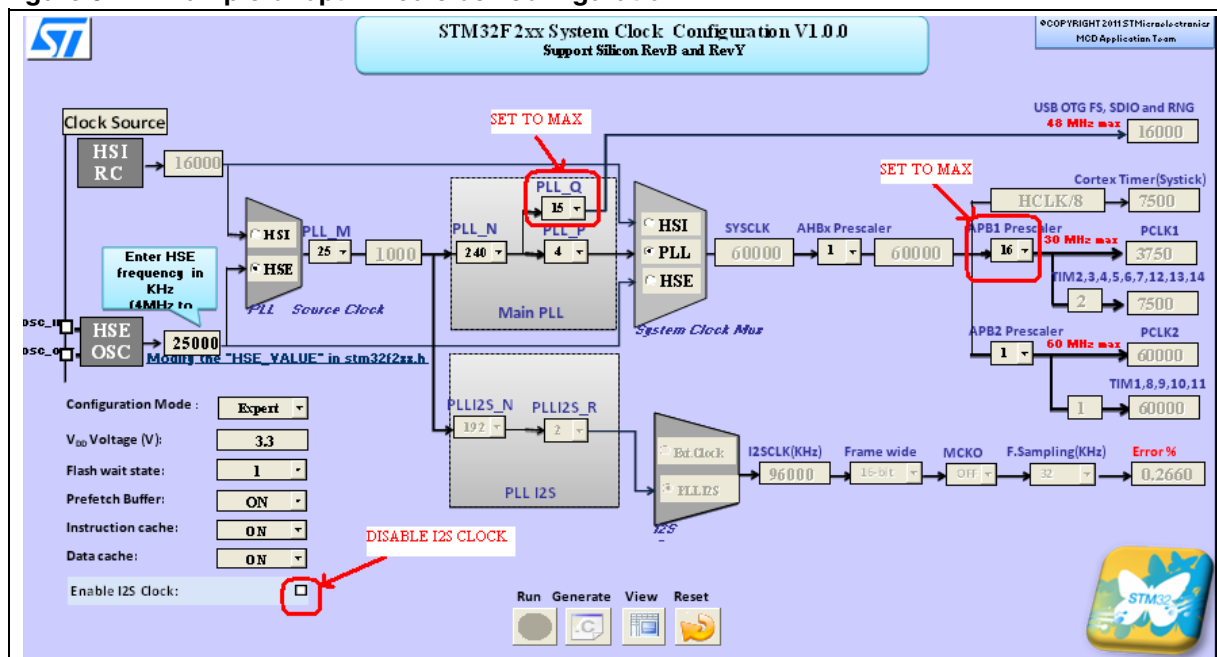 STM32F2xx System Clock Configuration V1.0.0
Support Silicon RevB and RevY
©COPYRIGHT 2011 STMicroelectronics
MCD Application Team
ST
USB OTG FS, SDIO and RNG
48 MHz max
16000
Clock Source
HSI
RC
16000
SET TO MAX
PLL_Q
15
SET TO MAX
Cortex Timer(Systick)
HCLK/8
7500
HSI
HSE
PLL Source Clock
PLL_M
25
1000
PLL_N
240
PLL_P
4
Main PLL
HSI
PLL
HSE
System Clock Mux
SYSCLK
60000
AHBx Prescaler
1
60000
APB1 Prescaler
16
30 MHz max
PCLK1
3750
TIM2,3,4,5,6,7,12,13,14
2
7500
Enter HSE
frequency in
KHz
(4MHz to
HSE
OSC
25000
Modify the "HSE_VALUE" in stm32f2xx.h
APB2 Prescaler
1
60 MHz max
PCLK2
60000
TIM1,8,9,10,11
1
60000
Configuration Mode :
Expert
VDD Voltage (V):
3.3
Flash wait state:
1
Prefetch Buffer:
ON
Instruction cache:
ON
Data cache:
ON
Enable I2S Clock:
DISABLE I2S CLOCK
PLLI2S_N
192
PLLI2S_R
2
PLL I2S
Ext.Clock
PLLI2S
I2S
I2SCLK(KHz)
96000
Frame wide
16-bit
MCKO
OFF
F.Sampling(KHz)
32
Error %
0.2660
Run
Generate
View
Reset
.C
STM32